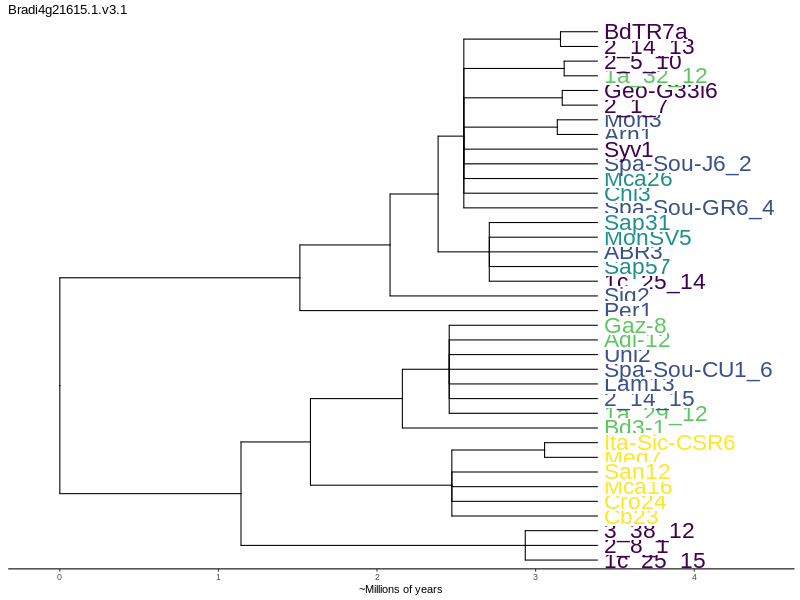 Bradi4g21615.1.v3.1
BdTR7a
2_14_13
2_5_10
1a_32_12
Geo-G33i6
2_1_7
Mon3
Arn1
Syv1
Spa-Sou-J6_2
Mca26
Chi3
Spa-Sou-GR6_4
Sap31
MonSV5
ABR3
Sap57
1c_25_14
Sig2
Per1
Gaz-8
Adi-12
Uni2
Spa-Sou-CU1_6
Lam13
2_14_15
1a_29_12
Bd3-1
Ita-Sic-CSR6
Meq7
San12
Mca16
Cro24
Cb23
3_38_12
2_8_1
1c_25_15
0 1 2 3 4
~Millions of years